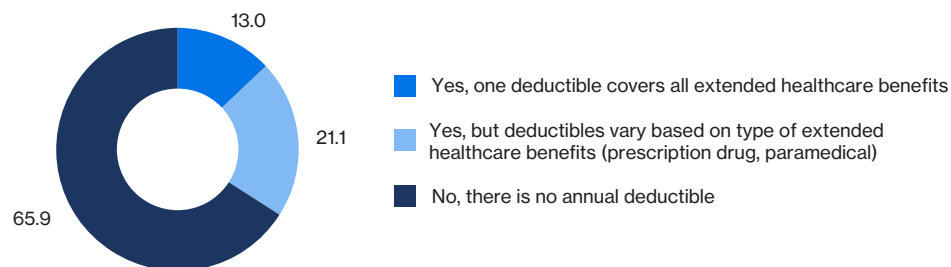 13.0
Yes, one deductible covers all extended healthcare benefits
Yes, but deductibles vary based on type of extended
healthcare benefits (prescription drug, paramedical)
21.1
No, there is no annual deductible
65.9